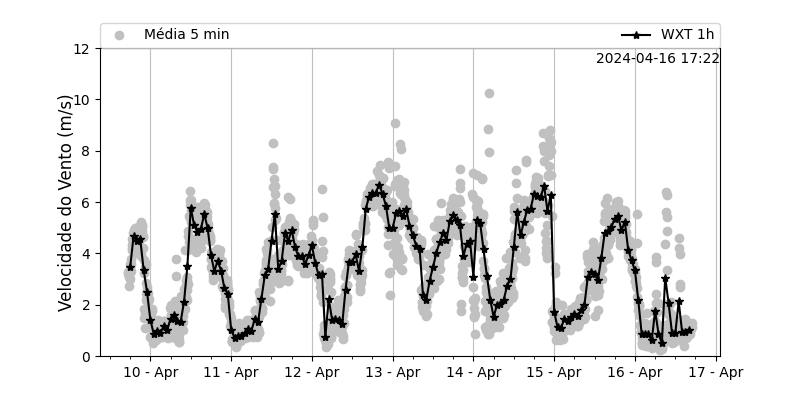 Média 5 min
WXT 1h
2024-04-16 17:22
Velocidade do Vento (m/s)
12
10
8
6
4
2
0
10 - Apr
11 - Apr
12 - Apr
13 - Apr
14 - Apr
15 - Apr
16 - Apr
17 - Apr